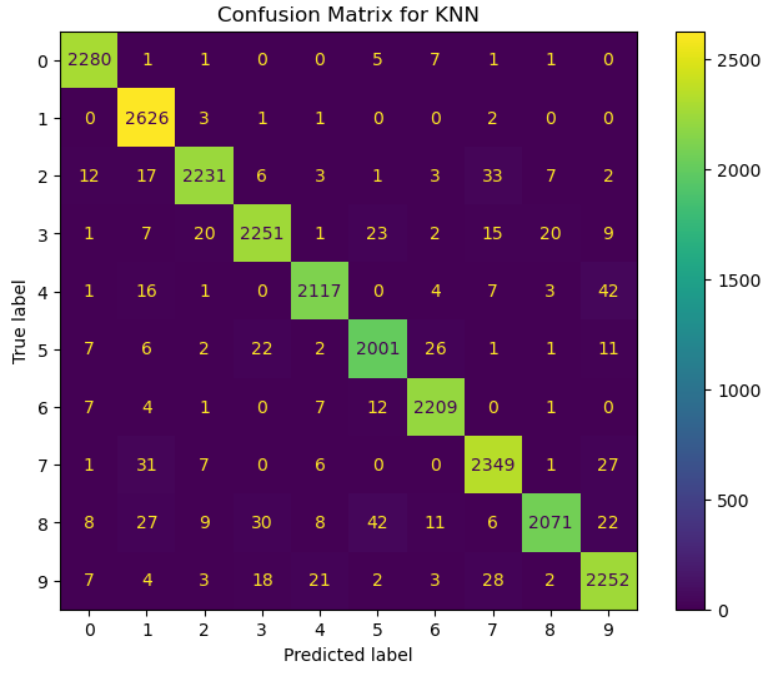 Confusion Matrix for KNN
0 2280 1 1 0 0 5 7 1 1 0
1 0 2626 3 1 1 0 0 2 0 0
2 12 17 2231 6 3 1 3 33 7 2
3 1 7 20 2251 1 23 2 15 20 9
4 1 16 1 0 2117 0 4 7 3 42
5 7 6 2 22 2 2001 26 1 1 11
6 7 4 1 0 7 12 2209 0 1 0
7 1 31 7 0 6 0 0 2349 1 27
8 8 27 9 30 8 42 11 6 2071 22
9 7 4 3 18 21 2 3 28 2 2252
0 1 2 3 4 5 6 7 8 9
Predicted label
True label
2500
2000
1500
1000
500
0